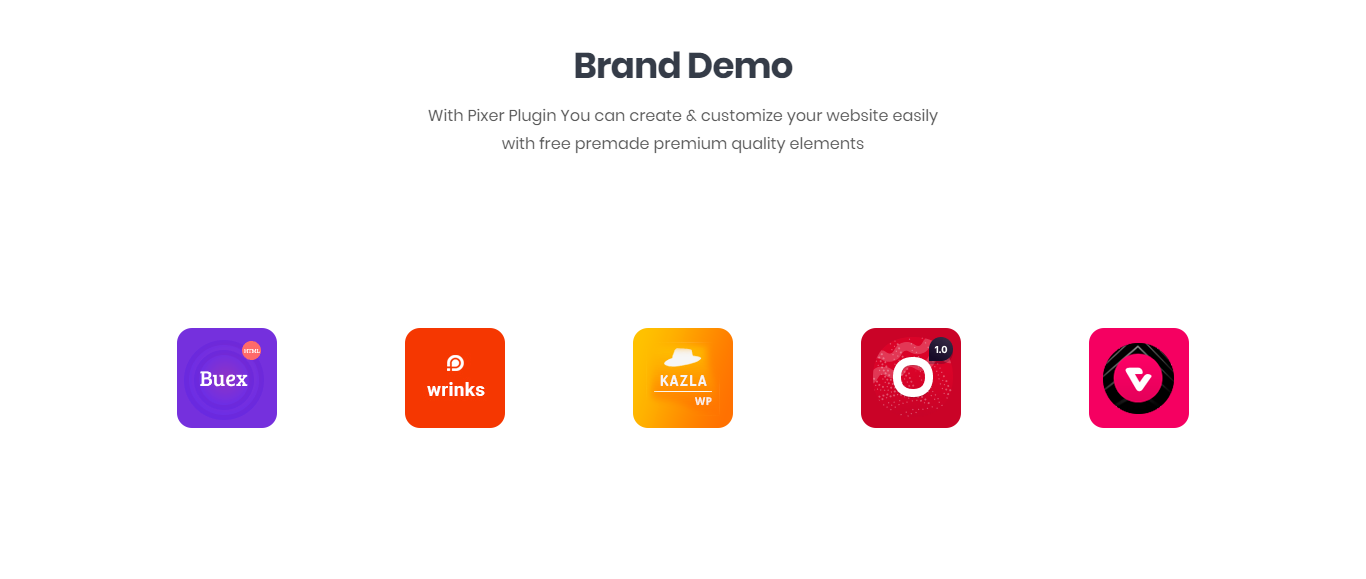 Brand Demo
With Pixer Plugin You can create & customize your website easily
with free premade premium quality elements
HTML
Buex
wrinks
KAZLA
WP
1.0